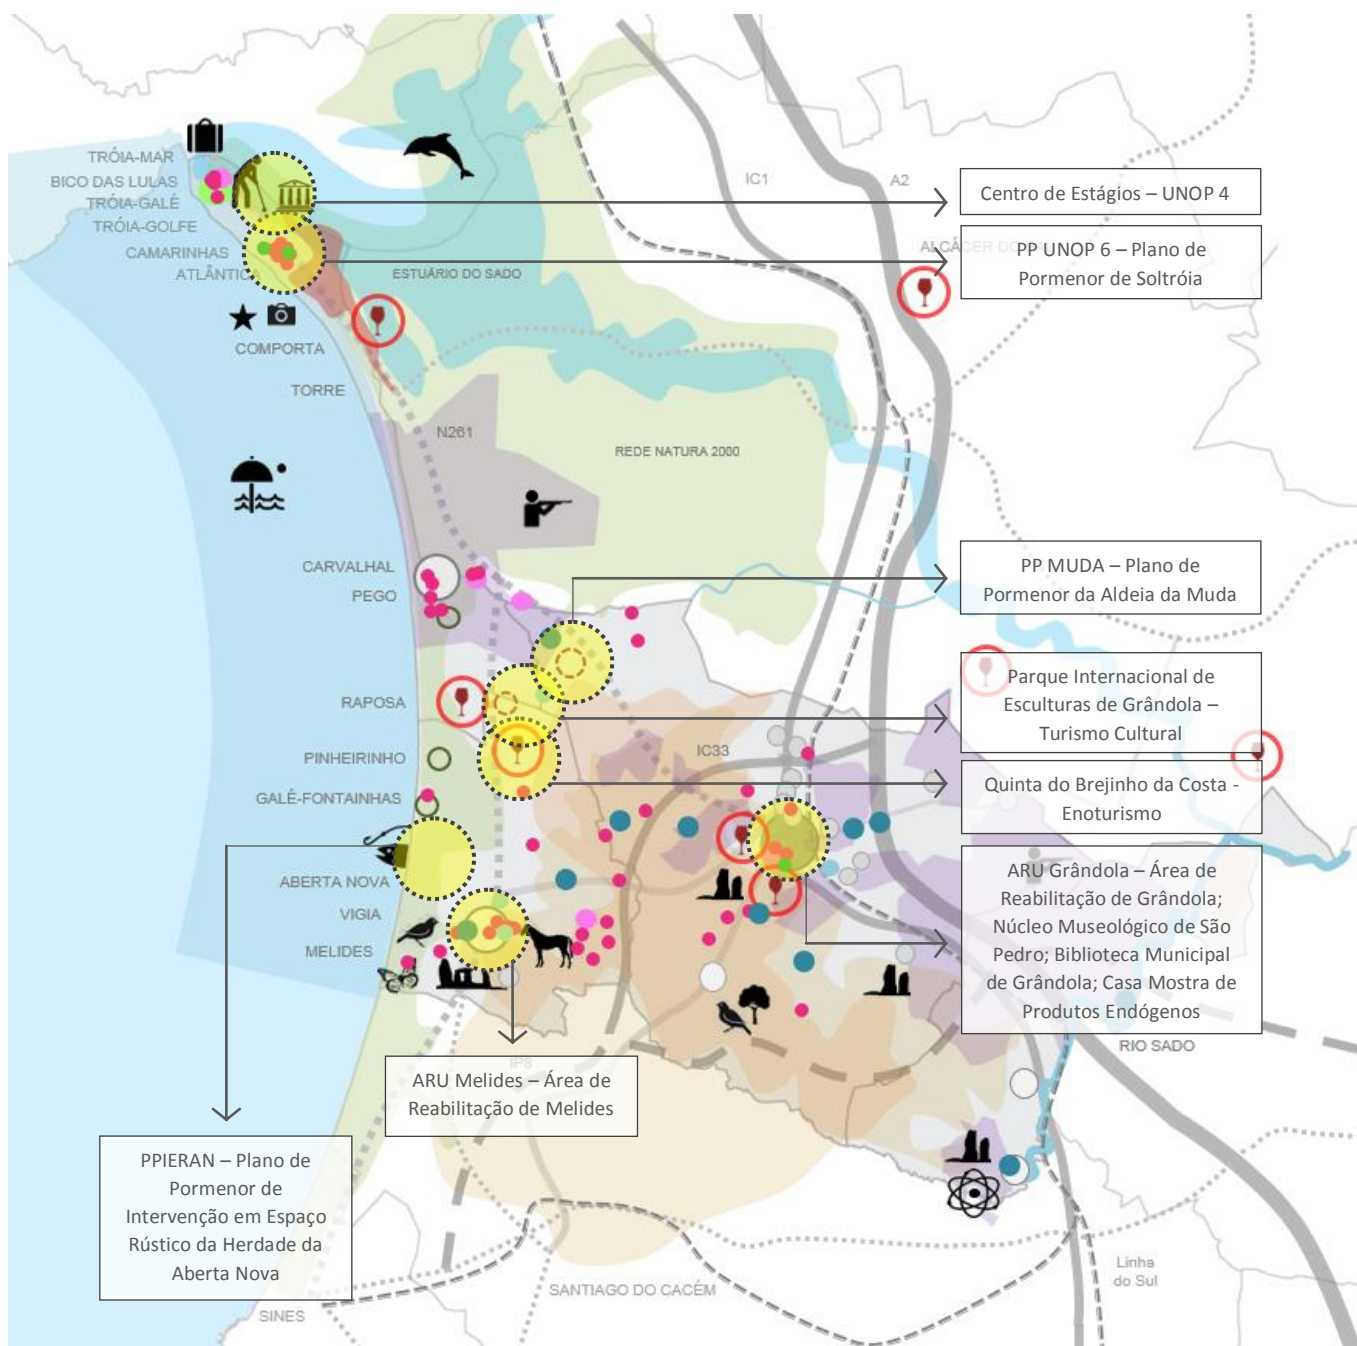 TRÓIA-MAR
BICO DAS LULAS
TRÓIA-GALÉ
TRÓIA-GOLFE
CAMARINHAS
ATLÂNTICA
COMPORTA
TORRE
ESTUÁRIO DO SADO
IC1
A2
Centro de Estágios – UNOP 4
PP UNOP 6 – Plano de
Pormenor de Soltróia
N261
REDE NATURA 2000
CARVALHAL
PEGO
PP MUDA – Plano de
Pormenor da Aldeia da Muda
RAPOSA
Parque Internacional de
Esculturas de Grândola –
Turismo Cultural
PINHEIRINHO
IC33
GALÉ-FONTAINHAS
Quinta do Brejinho da Costa -
Enoturismo
ABERTA NOVA
VIGIA
MELIDES
ARU Grândola – Área de
Reabilitação de Grândola;
Núcleo Museológico de São
Pedro; Biblioteca Municipal
de Grândola; Casa Mostra de
Produtos Endógenos
RIO SADO
IP8
ARU Melides – Área de
Reabilitação de Melides
PPIERAN – Plano de
Pormenor de
Intervenção em Espaço
Rústico da Herdade da
Aberta Nova
Linha
do Sul
SANTIAGO DO CACÉM
SINES